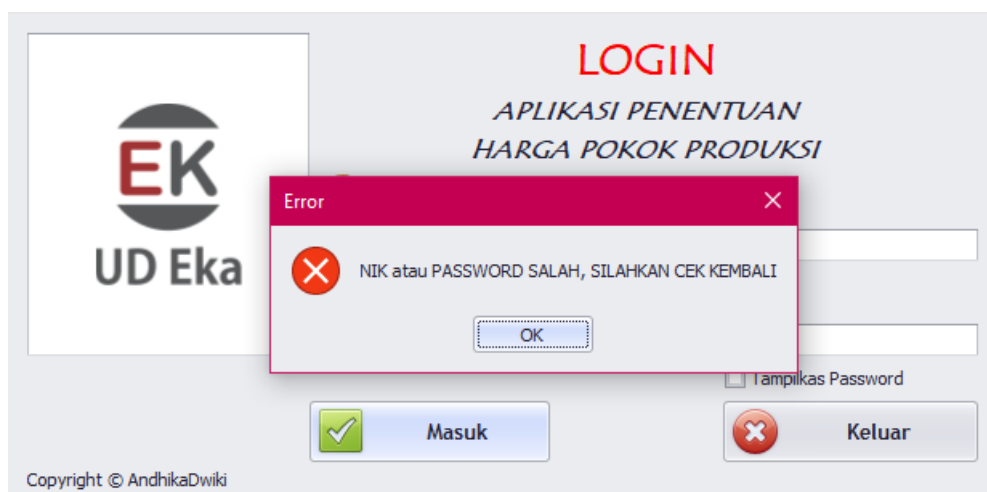 LOGIN
APLIKASI PENENTUAN
HARGA POKOK PRODUKSI
EK
UD Eka
Error
NIK atau PASSWORD SALAH, SILAHKAN CEK KEMBALI
OK
Tampilkas Password
Masuk
Keluar
Copyright © AndhikaDwiki